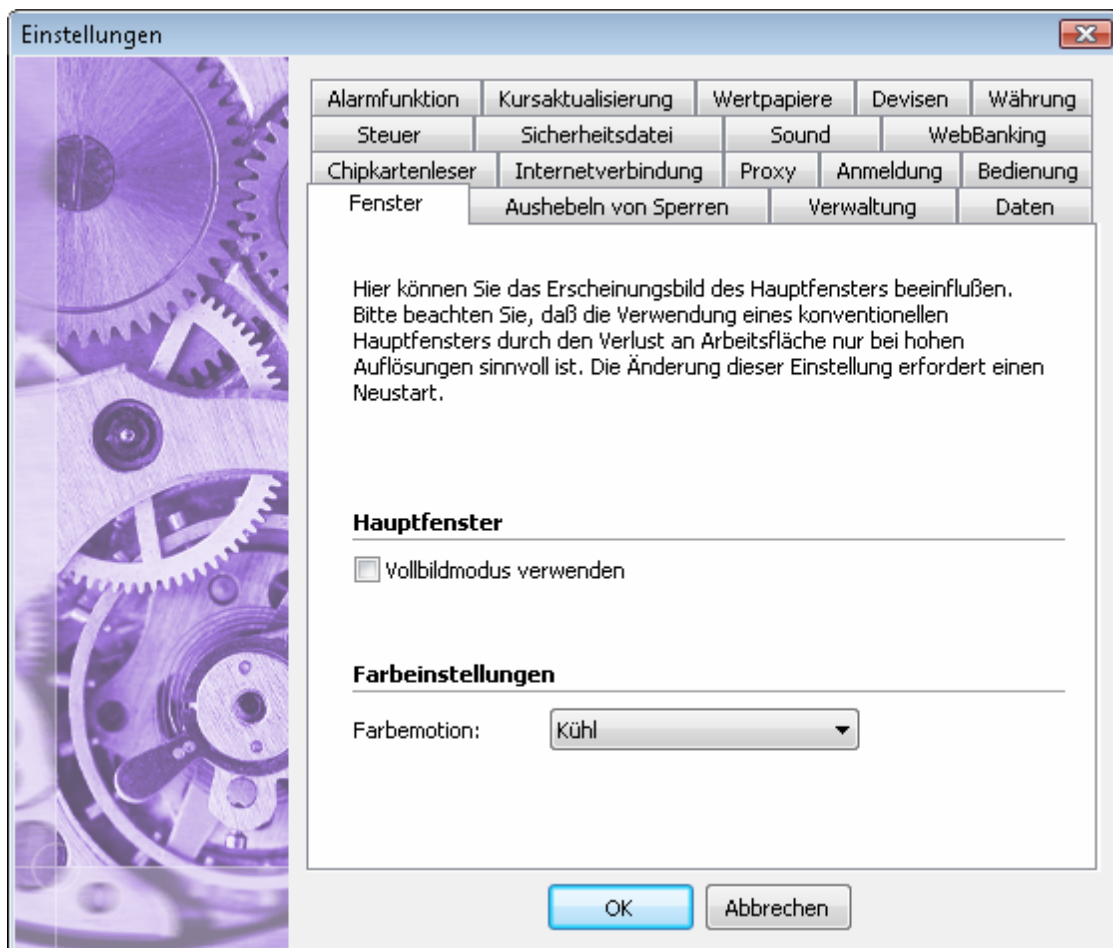 Einstellungen
Alarmfunktion Kursaktualisierung Wertpapiere Devisen Währung
Steuer Sicherheitsdatei Sound WebBanking
Chipkartenleser Internetverbindung Proxy Anmeldung Bedienung
Fenster Aushebeln von Sperren Verwaltung Daten
Hier können Sie das Erscheinungsbild des Hauptfensters beeinflußen.
Bitte beachten Sie, daß die Verwendung eines konventionellen
Hauptfensters durch den Verlust an Arbeitsfläche nur bei hohen
Auflösungen sinnvoll ist. Die Änderung dieser Einstellung erfordert einen
Neustart.
Hauptfenster
Vollbildmodus verwenden
Farbeinstellungen
Farbemotion: Kühl
OK Abbrechen